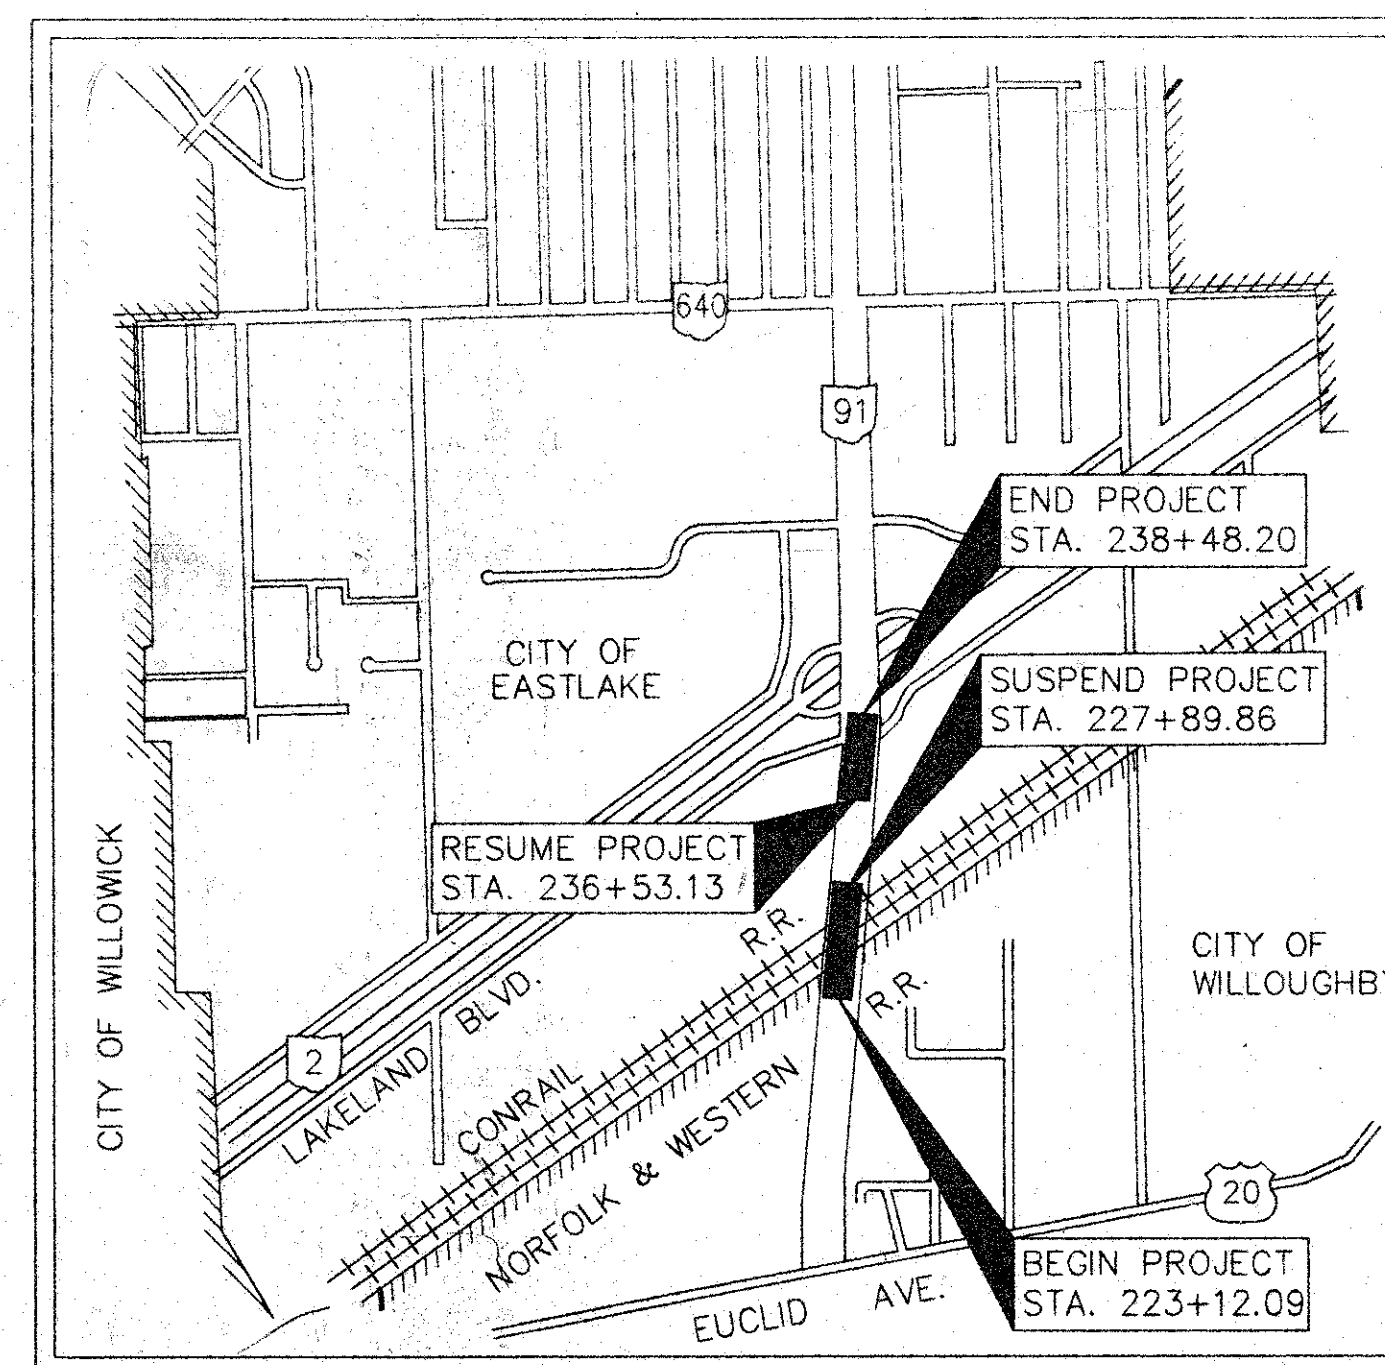 640
91
END PROJECT
STA. 238+48.20
CITY OF
EASTLAKE
SUSPEND PROJECT
STA. 227+89.86
RESUME PROJECT
STA. 236+53.13
CITY OF WILLOWICK
R.R.
CITY OF
WILLOUGHBY
R.R.
2
LAKELAND BLVD.
CONRAIL
NORFOLK & WESTERN
20
BEGIN PROJECT
STA. 223+12.09
EUCLID AVE.